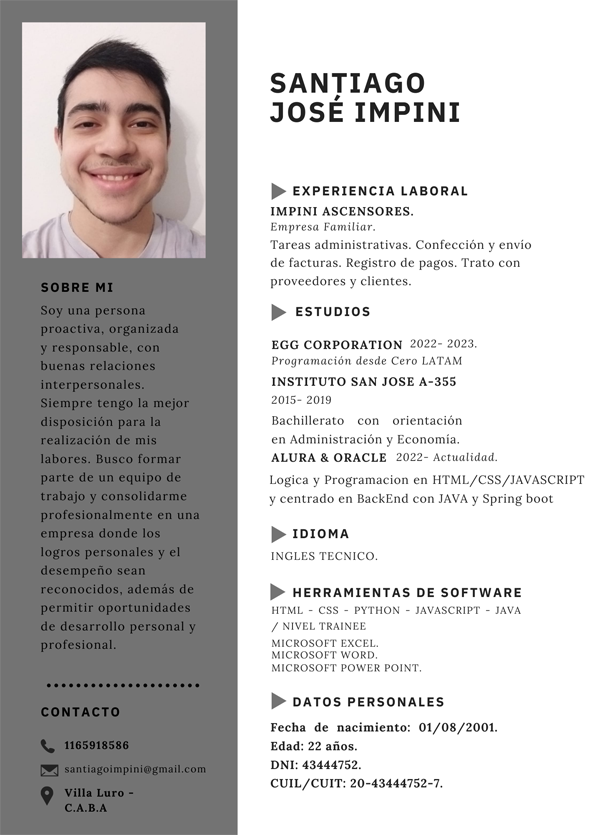 SANTIAGO
JOSÉ IMPINI
SOBRE MI
Soy una persona
proactiva, organizada
y responsable, con
buenas relaciones
interpersonales.
Siempre tengo la mejor
disposición para la
realización de mis
labores. Busco formar
parte de un equipo de
trabajo y consolidarme
profesionalmente en una
empresa donde los
logros personales y el
desempeño sean
reconocidos, además de
permitir oportunidades
de desarrollo personal y
profesional.
CONTACTO
1165918586
santiagoimpini@gmail.com
Villa Luro -
C.A.B.A
EXPERIENCIA LABORAL
IMPINI ASCENSORES.
Empresa Familiar.
Tareas administrativas. Confección y envío
de facturas. Registro de pagos. Trato con
proveedores y clientes.
ESTUDIOS
EGG CORPORATION 2022- 2023.
Programación desde Cero LATAM
INSTITUTO SAN JOSE A-355
2015- 2019
Bachillerato con orientación
en Administración y Economía.
ALURA & ORACLE 2022- Actualidad.
Logica y Programacion en HTML/CSS/JAVASCRIPT
y centrado en BackEnd con JAVA y Spring boot
IDIOMA
INGLES TECNICO.
HERRAMIENTAS DE SOFTWARE
HTML - CSS - PYTHON - JAVASCRIPT - JAVA
/ NIVEL TRAINEE
MICROSOFT EXCEL.
MICROSOFT WORD.
MICROSOFT POWER POINT.
DATOS PERSONALES
Fecha de nacimiento: 01/08/2001.
Edad: 22 años.
DNI: 43444752.
CUIL/CUIT: 20-43444752-7.